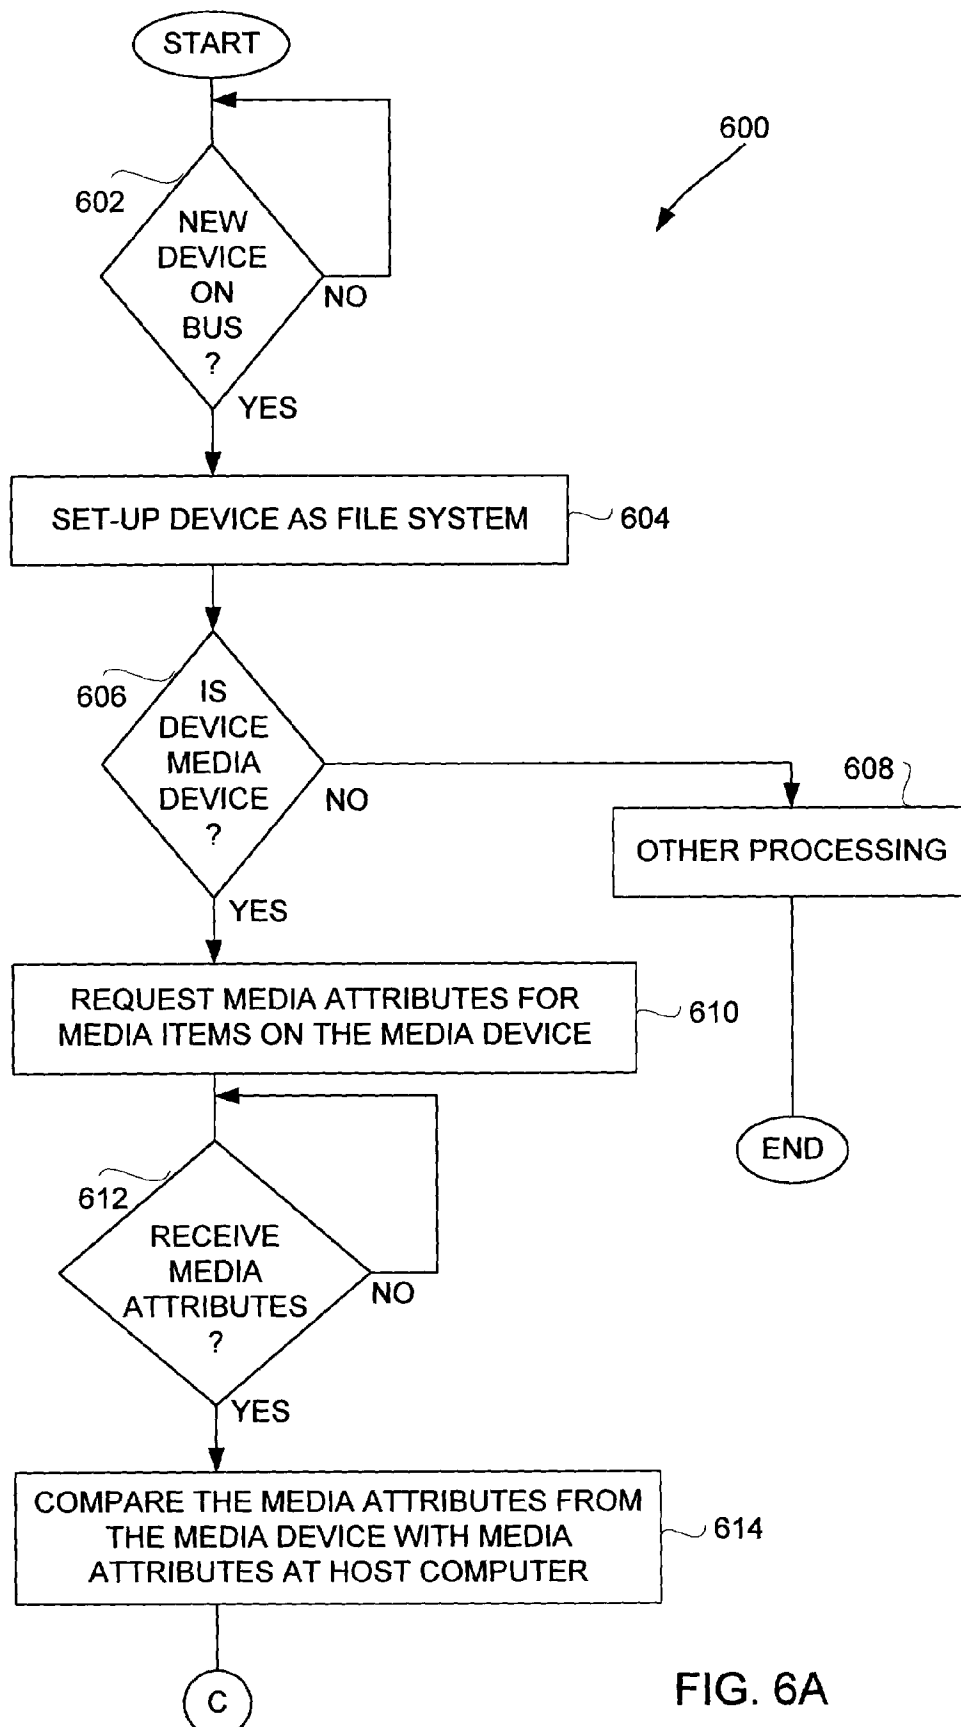 START
600
602
NEW
DEVICE
ON
BUS
?
NO
YES
SET-UP DEVICE AS FILE SYSTEM
604
606
IS
DEVICE
MEDIA
DEVICE
?
NO
608
OTHER PROCESSING
YES
REQUEST MEDIA ATTRIBUTES FOR
MEDIA ITEMS ON THE MEDIA DEVICE
610
END
612
RECEIVE
MEDIA
ATTRIBUTES
?
NO
YES
COMPARE THE MEDIA ATTRIBUTES FROM
THE MEDIA DEVICE WITH MEDIA
ATTRIBUTES AT HOST COMPUTER
614
C
FIG. 6A